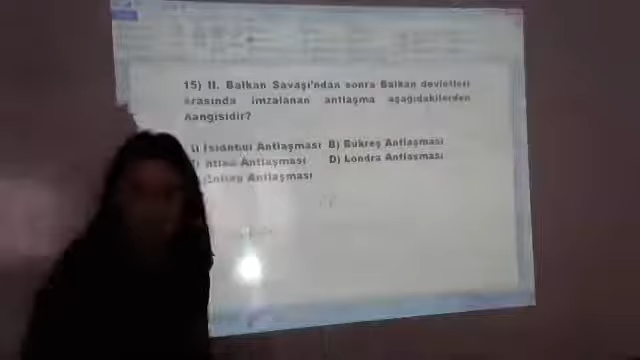 15) II. Balkan Savaşı'ndan sonra Balkan devletleri
arasında imzalanan antlaşma aşağıdakilerden
hangisidir?
İstanbul Antlaşması B) Bükreş Antlaşması
Antlaşması D) Londra Antlaşması
Antlaşması